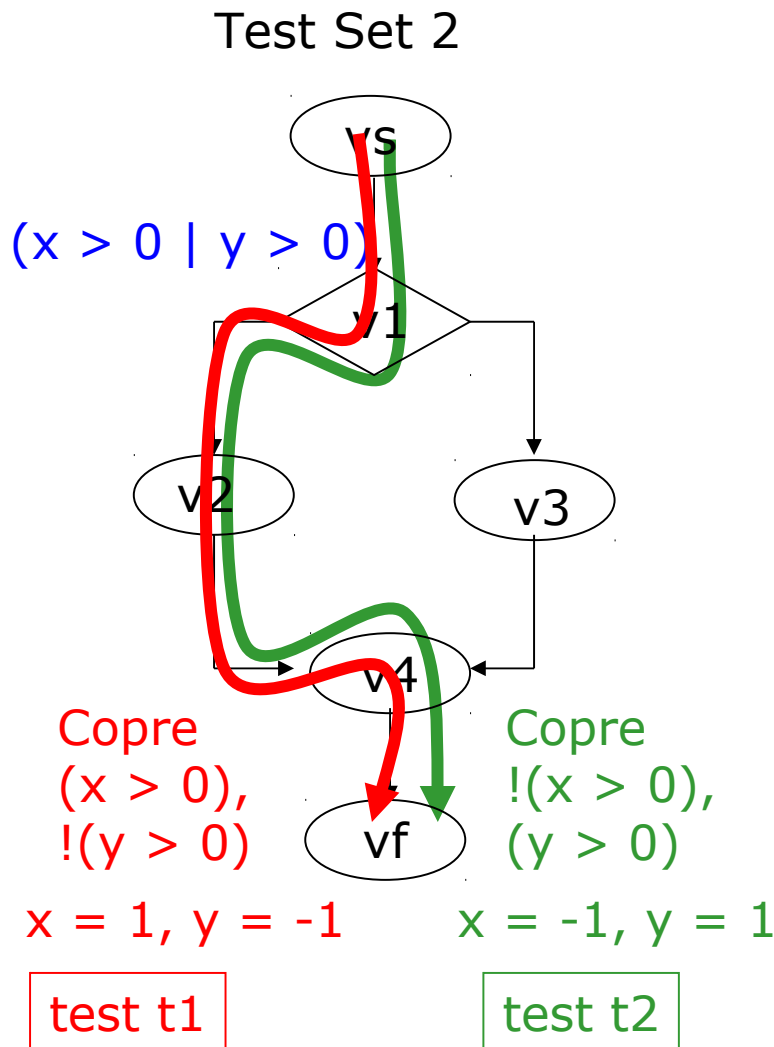 Test Set 2
vs
(x > 0 | y > 0)
v1
v2
v3
v4
Copre
(x > 0),
!(y > 0)
Copre
!(x > 0),
(y > 0)
vf
x = 1, y = -1
x = -1, y = 1
test t1
test t2